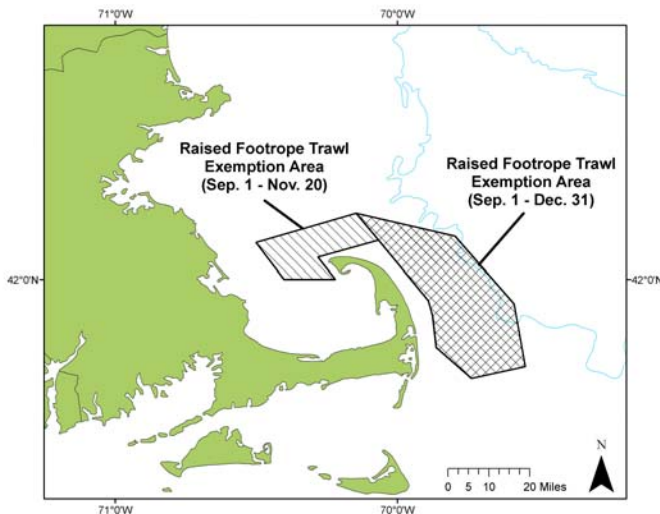 71°0'W
70°0'W
Raised Footrope Trawl
Exemption Area
(Sep. 1 - Nov. 20)
Raised Footrope Trawl
Exemption Area
(Sep. 1 - Dec. 31)
42°0'N
42°0'N
N
0 5 10 20 Miles
71°0'W
70°0'W